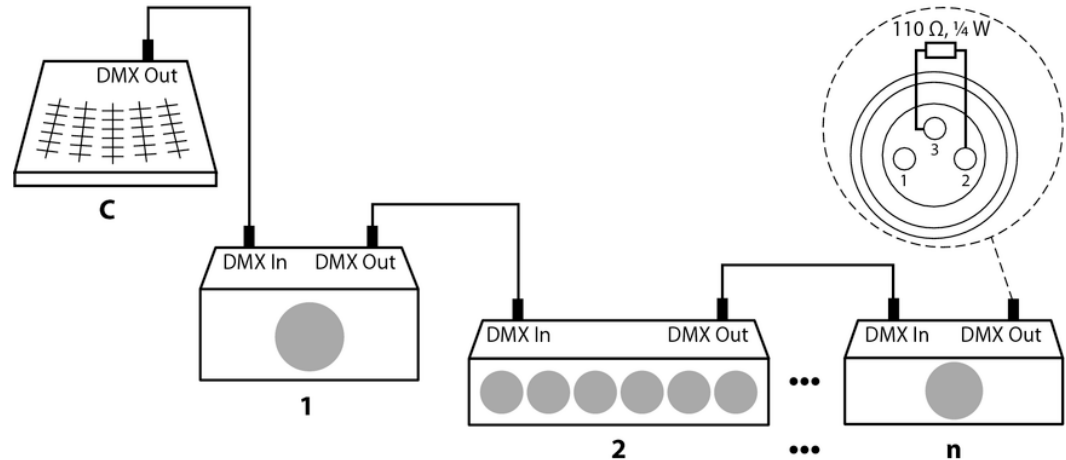 110 Ω, ¼ W
DMX Out
3
1
2
C
DMX In
DMX Out
1
DMX In
DMX Out
2
•••
•••
DMX In
DMX Out
n